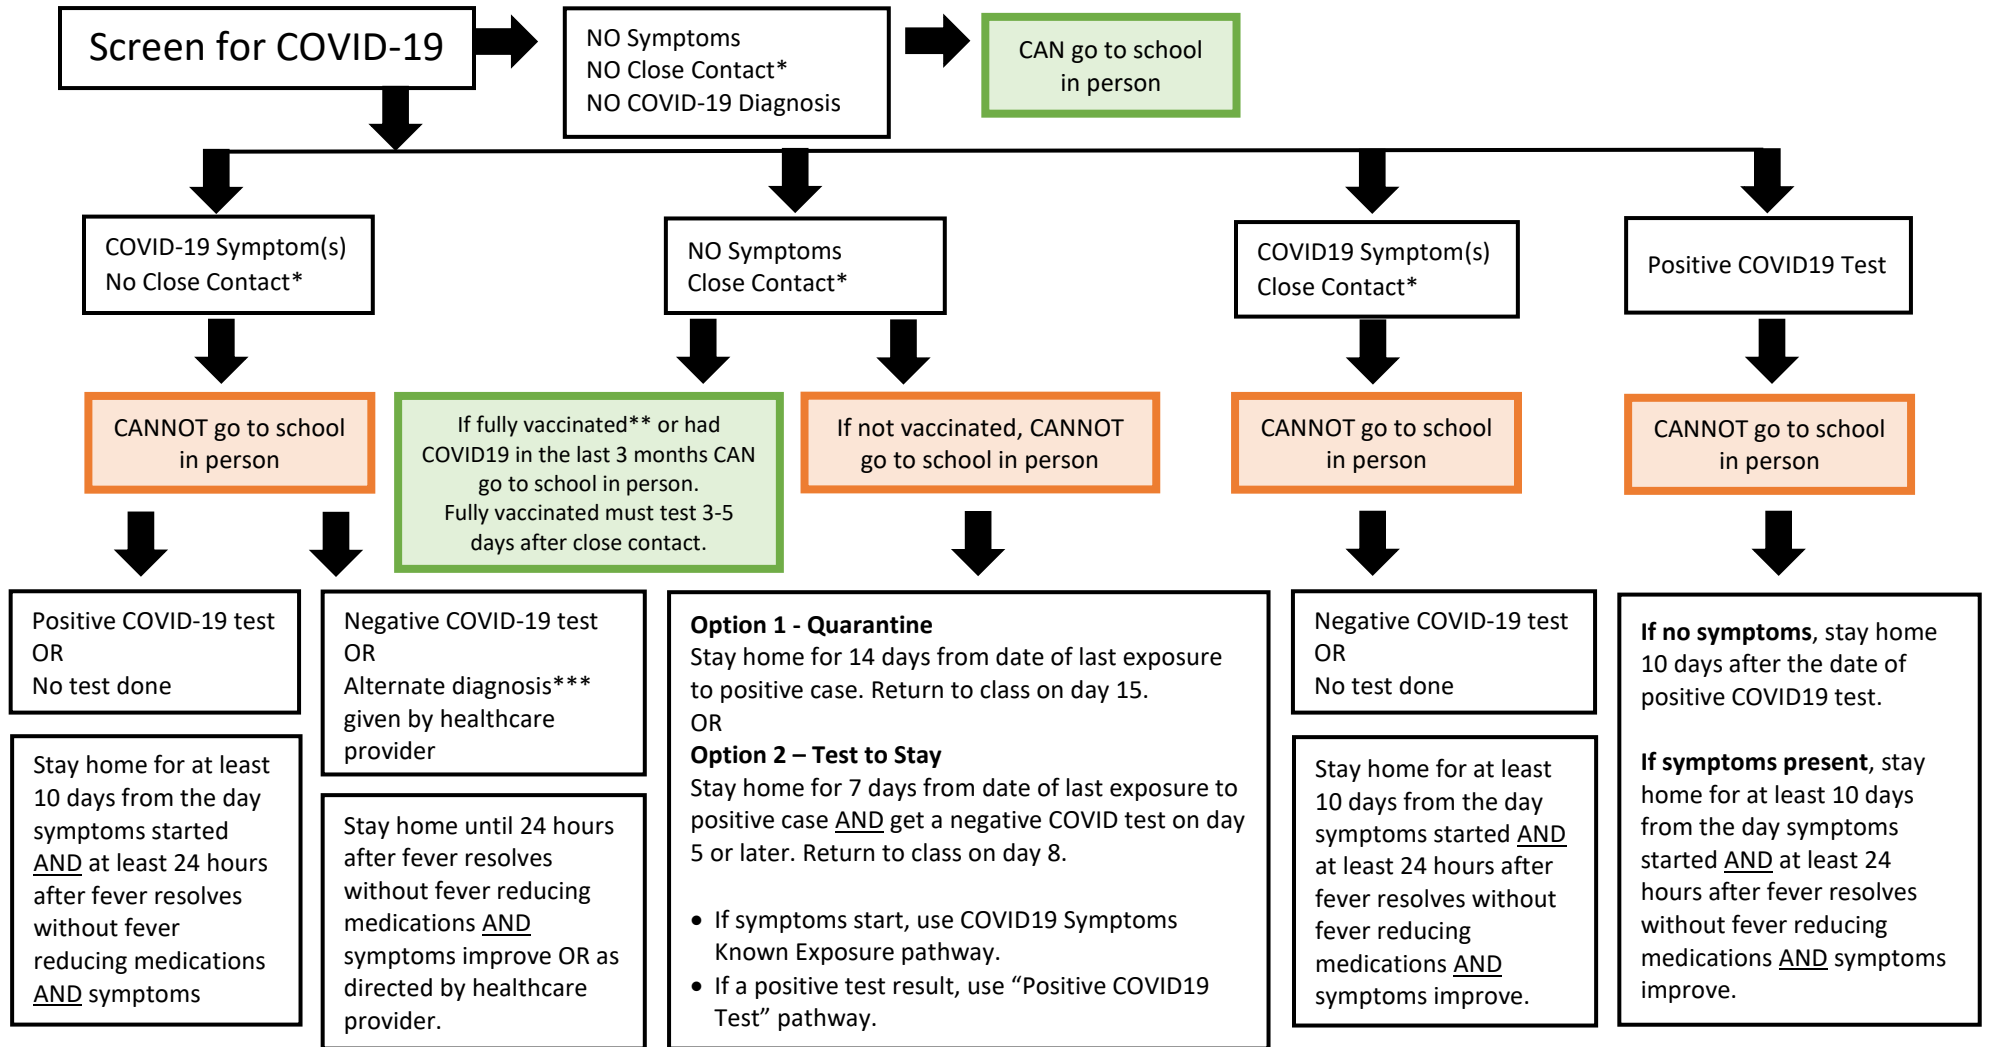 Screen for COVID-19
NO Symptoms
NO Close Contact*
NO COVID-19 Diagnosis
CAN go to school
in person
COVID-19 Symptom(s)
No Close Contact*
NO Symptoms
Close Contact*
COVID19 Symptom(s)
Close Contact*
Positive COVID19 Test
CANNOT go to school
in person
If fully vaccinated** or had
COVID19 in the last 3 months CAN
go to school in person.
Fully vaccinated must test 3-5
days after close contact.
If not vaccinated, CANNOT
go to school in person
CANNOT go to school
in person
CANNOT go to school
in person
Positive COVID-19 test
OR
No test done
Stay home for at least
10 days from the day
symptoms started
AND at least 24 hours
after fever resolves
without fever
reducing medications
AND symptoms
Negative COVID-19 test
OR
Alternate diagnosis***
given by healthcare
provider
Stay home until 24 hours
after fever resolves
without fever reducing
medications AND
symptoms improve OR as
directed by healthcare
provider.
Option 1 - Quarantine
Stay home for 14 days from date of last exposure
to positive case. Return to class on day 15.
OR
Option 2 – Test to Stay
Stay home for 7 days from date of last exposure to
positive case AND get a negative COVID test on day
5 or later. Return to class on day 8.
• If symptoms start, use COVID19 Symptoms
Known Exposure pathway.
• If a positive test result, use “Positive COVID19
Test” pathway.
Negative COVID-19 test
OR
No test done
Stay home for at least
10 days from the day
symptoms started AND
at least 24 hours after
fever resolves without
fever reducing
medications AND
symptoms improve.
If no symptoms, stay home
10 days after the date of
positive COVID19 test.
If symptoms present, stay
home for at least 10 days
from the day symptoms
started AND at least 24
hours after fever resolves
without fever reducing
medications AND symptoms
improve.